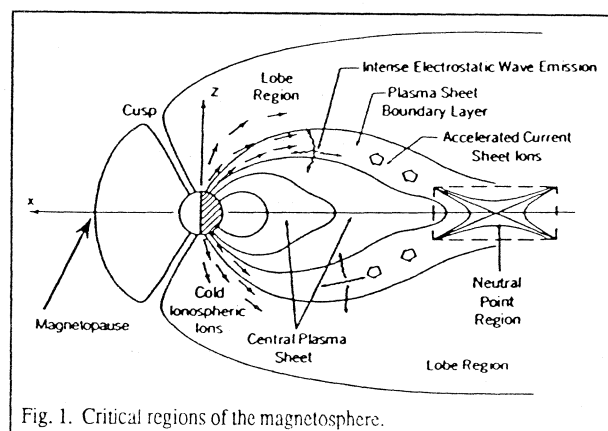 Lobe
Region
Intense Electrostatic Wave Emission
Z
Plasma Sheet
Boundary Layer
Cusp
Accelerated Current
Sheet Ions
x
Neutral
Point
Region
Cold
Ionospheric
Ions
Magnetopause
Central Plasma
Sheet
Lobe Region
Fig. 1. Critical regions of the magnetosphere.